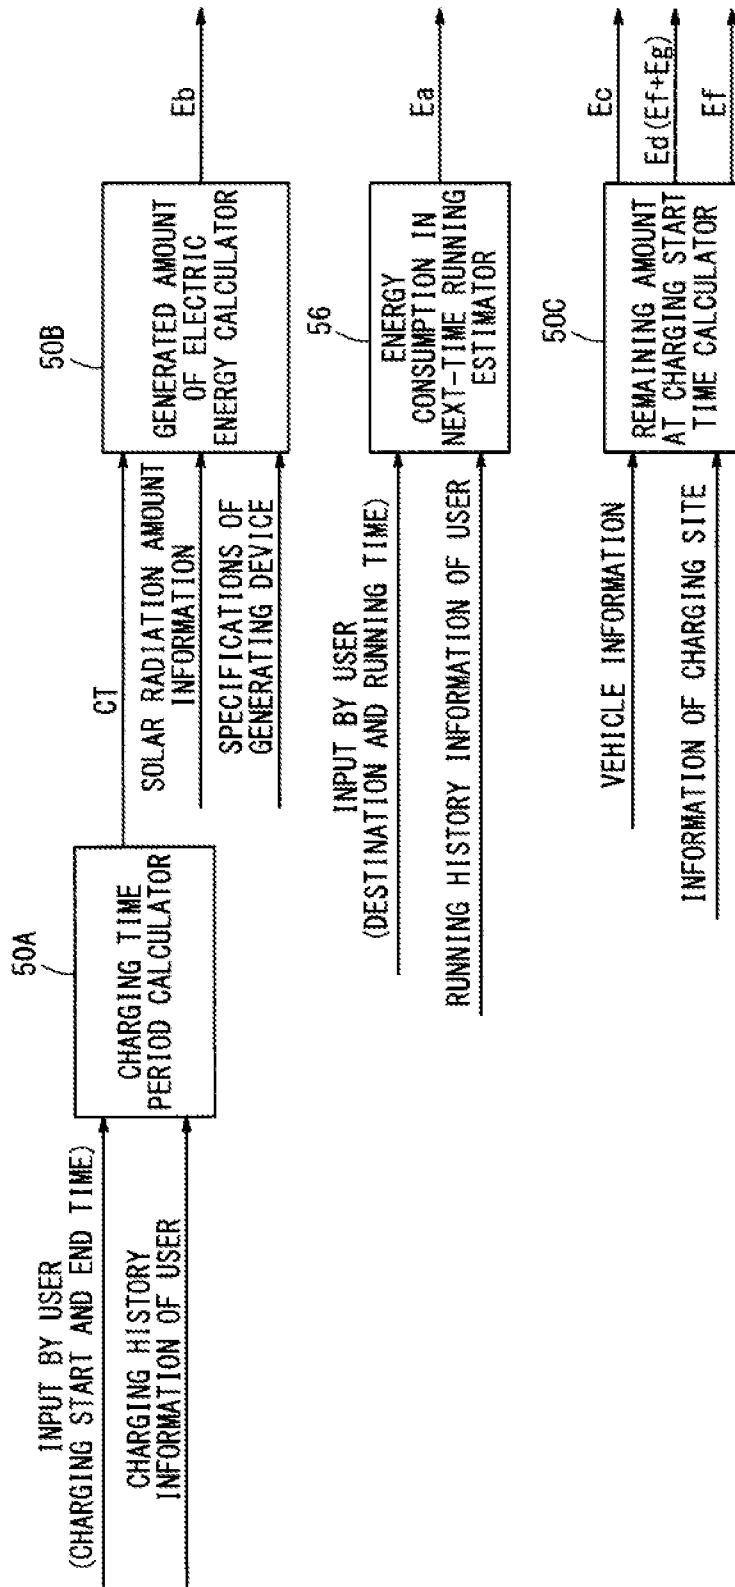 INPUT BY USER
(CHARGING START AND END TIME)
CHARGING HISTORY
INFORMATION OF USER
50A
CHARGING TIME
PERIOD CALCULATOR
CT
SOLAR RADIATION AMOUNT
INFORMATION
SPECIFICATIONS OF
GENERATING DEVICE
50B
GENERATED AMOUNT
OF ELECTRIC
ENERGY CALCULATOR
Eb
INPUT BY USER
(DESTINATION AND RUNNING TIME)
RUNNING HISTORY INFORMATION OF USER
56
ENERGY
CONSUMPTION IN
NEXT-TIME RUNNING
ESTIMATOR
Ea
VEHICLE INFORMATION
INFORMATION OF CHARGING SITE
50C
REMAINING AMOUNT
AT CHARGING START
TIME CALCULATOR
Ec
Ed(Ef+Eg)
Ef